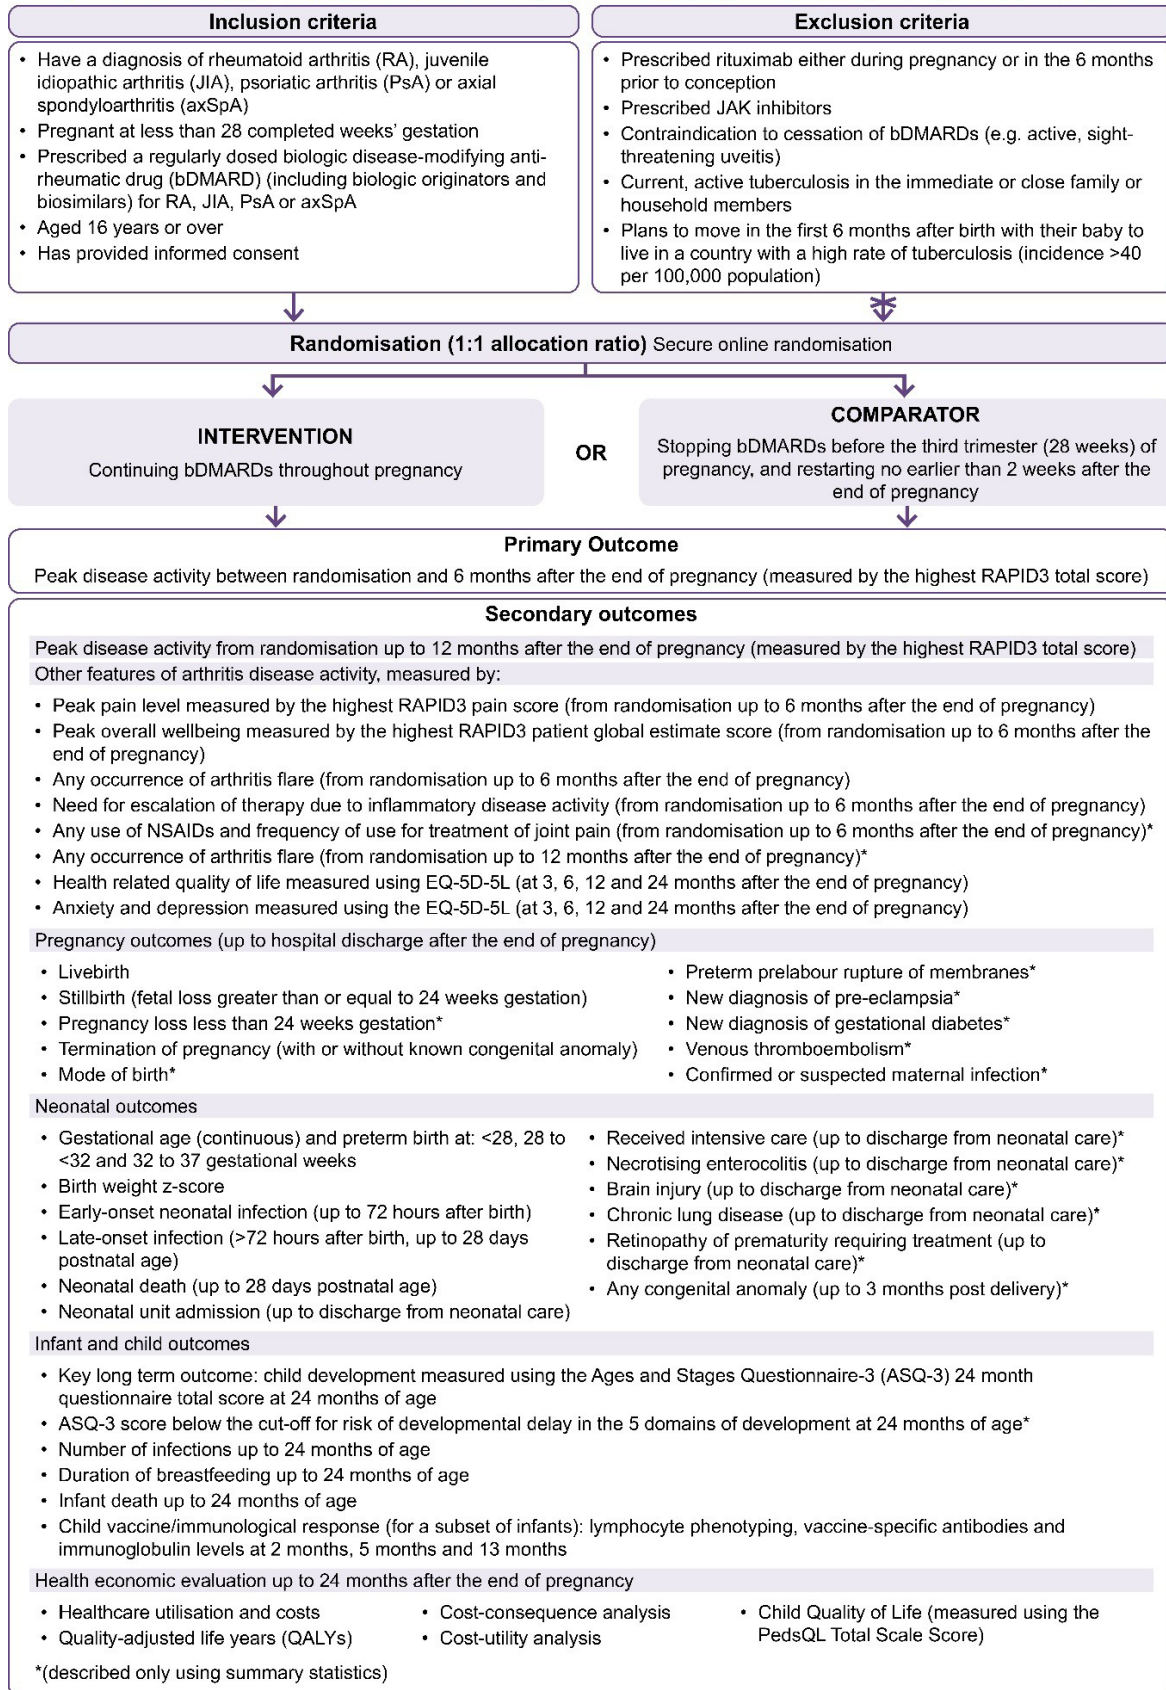 Inclusion criteria
• Have a diagnosis of rheumatoid arthritis (RA), juvenile
idiopathic arthritis (JIA), psoriatic arthritis (PsA) or axial
spondyloarthritis (axSpA)
• Pregnant at less than 28 completed weeks' gestation
• Prescribed a regularly dosed biologic disease-modifying anti-
rheumatic drug (bDMARD) (including biologic originators and
biosimilars) for RA, JIA, PsA or axSpA
• Aged 16 years or over
• Has provided informed consent
Exclusion criteria
• Prescribed rituximab either during pregnancy or in the 6 months
prior to conception
• Prescribed JAK inhibitors
• Contraindication to cessation of bDMARDs (e.g. active, sight-
threatening uveitis)
• Current, active tuberculosis in the immediate or close family or
household members
• Plans to move in the first 6 months after birth with their baby to
live in a country with a high rate of tuberculosis (incidence >40
per 100,000 population)
Randomisation (1:1 allocation ratio) Secure online randomisation
INTERVENTION
Continuing bDMARDs throughout pregnancy
OR
COMPARATOR
Stopping bDMARDs before the third trimester (28 weeks) of
pregnancy, and restarting no earlier than 2 weeks after the
end of pregnancy
Primary Outcome
Peak disease activity between randomisation and 6 months after the end of pregnancy (measured by the highest RAPID3 total score)
Secondary outcomes
Peak disease activity from randomisation up to 12 months after the end of pregnancy (measured by the highest RAPID3 total score)
Other features of arthritis disease activity, measured by:
• Peak pain level measured by the highest RAPID3 pain score (from randomisation up to 6 months after the end of pregnancy)
• Peak overall wellbeing measured by the highest RAPID3 patient global estimate score (from randomisation up to 6 months after the
end of pregnancy)
• Any occurrence of arthritis flare (from randomisation up to 6 months after the end of pregnancy)
• Need for escalation of therapy due to inflammatory disease activity (from randomisation up to 6 months after the end of pregnancy)
• Any use of NSAIDs and frequency of use for treatment of joint pain (from randomisation up to 6 months after the end of pregnancy)*
• Any occurrence of arthritis flare (from randomisation up to 12 months after the end of pregnancy)*
• Health related quality of life measured using EQ-5D-5L (at 3, 6, 12 and 24 months after the end of pregnancy)
• Anxiety and depression measured using the EQ-5D-5L (at 3, 6, 12 and 24 months after the end of pregnancy)
Pregnancy outcomes (up to hospital discharge after the end of pregnancy)
• Livebirth
• Stillbirth (fetal loss greater than or equal to 24 weeks gestation)
• Pregnancy loss less than 24 weeks gestation*
• Termination of pregnancy (with or without known congenital anomaly)
• Mode of birth*
• Preterm prelabour rupture of membranes*
• New diagnosis of pre-eclampsia*
• New diagnosis of gestational diabetes*
• Venous thromboembolism*
• Confirmed or suspected maternal infection*
Neonatal outcomes
• Gestational age (continuous) and preterm birth at: <28, 28 to
<32 and 32 to 37 gestational weeks
• Birth weight z-score
• Early-onset neonatal infection (up to 72 hours after birth)
• Late-onset infection (>72 hours after birth, up to 28 days
postnatal age)
• Neonatal death (up to 28 days postnatal age)
• Neonatal unit admission (up to discharge from neonatal care)
• Received intensive care (up to discharge from neonatal care)*
• Necrotising enterocolitis (up to discharge from neonatal care)*
• Brain injury (up to discharge from neonatal care)*
• Chronic lung disease (up to discharge from neonatal care)*
• Retinopathy of prematurity requiring treatment (up to
discharge from neonatal care)*
• Any congenital anomaly (up to 3 months post delivery)*
Infant and child outcomes
• Key long term outcome: child development measured using the Ages and Stages Questionnaire-3 (ASQ-3) 24 month
questionnaire total score at 24 months of age
• ASQ-3 score below the cut-off for risk of developmental delay in the 5 domains of development at 24 months of age*
• Number of infections up to 24 months of age
• Duration of breastfeeding up to 24 months of age
• Infant death up to 24 months of age
• Child vaccine/immunological response (for a subset of infants): lymphocyte phenotyping, vaccine-specific antibodies and
immunoglobulin levels at 2 months, 5 months and 13 months
Health economic evaluation up to 24 months after the end of pregnancy
• Healthcare utilisation and costs
• Quality-adjusted life years (QALYs)
• Cost-consequence analysis
• Cost-utility analysis
• Child Quality of Life (measured using the
PedsQL Total Scale Score)
*(described only using summary statistics)